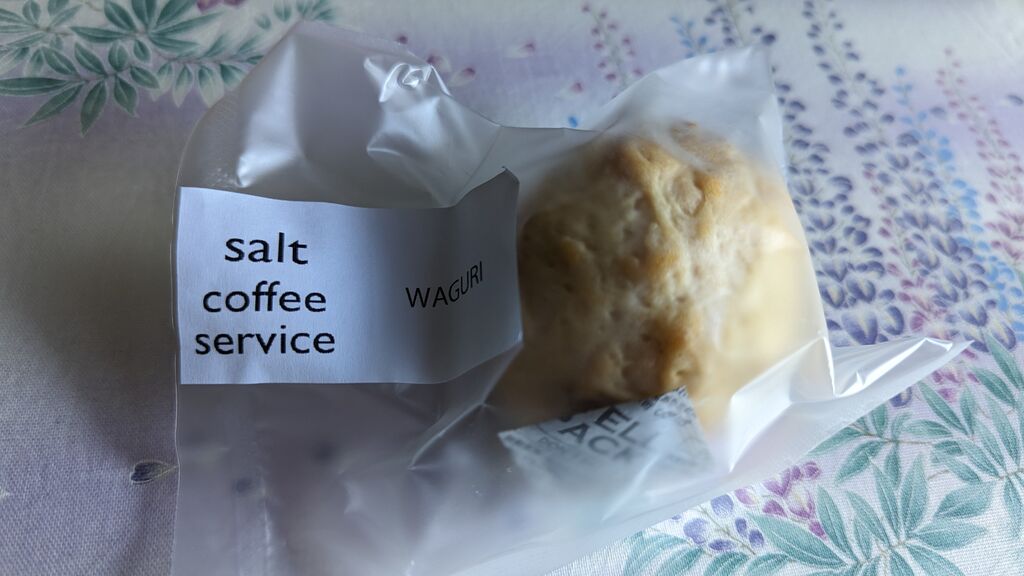 salt
coffee
service
WAGURI